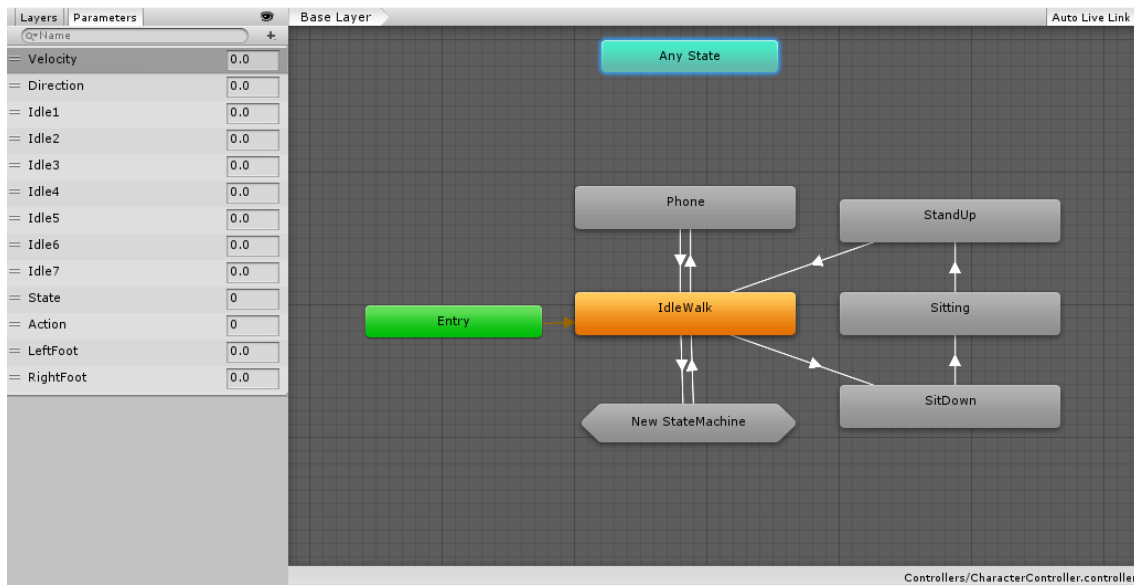 Layers Parameters
Base Layer
Auto Live Link
Name
Velocity 0.0
Direction 0.0
Idle1 0.0
Idle2 0.0
Idle3 0.0
Idle4 0.0
Idle5 0.0
Idle6 0.0
Idle7 0.0
State 0
Action 0
LeftFoot 0.0
RightFoot 0.0
Any State
Phone
StandUp
Entry
IdleWalk
Sitting
New StateMachine
SitDown
Controllers/CharacterController.controller